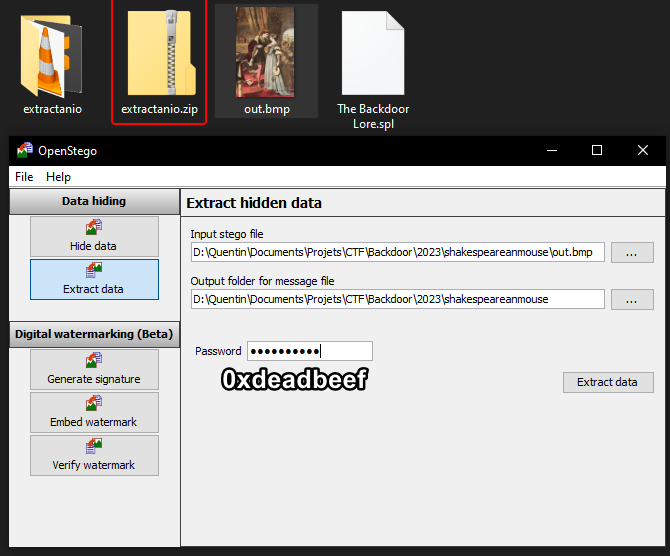 extractanio
extractanio.zip
out.bmp
The Backdoor
Lore.spl
OpenStego
File Help
Data hiding
Hide data
Extract data
Digital watermarking (Beta)
Generate signature
Embed watermark
Verify watermark
Extract hidden data
Input stego file
D:\Quentin\Documents\Projets\CTF\Backdoor\2023\shakespeareanmouse\out.bmp
...
Output folder for message file
D:\Quentin\Documents\Projets\CTF\Backdoor\2023\shakespeareanmouse
...
Password ••••••••••
0xdeadbeef
Extract data